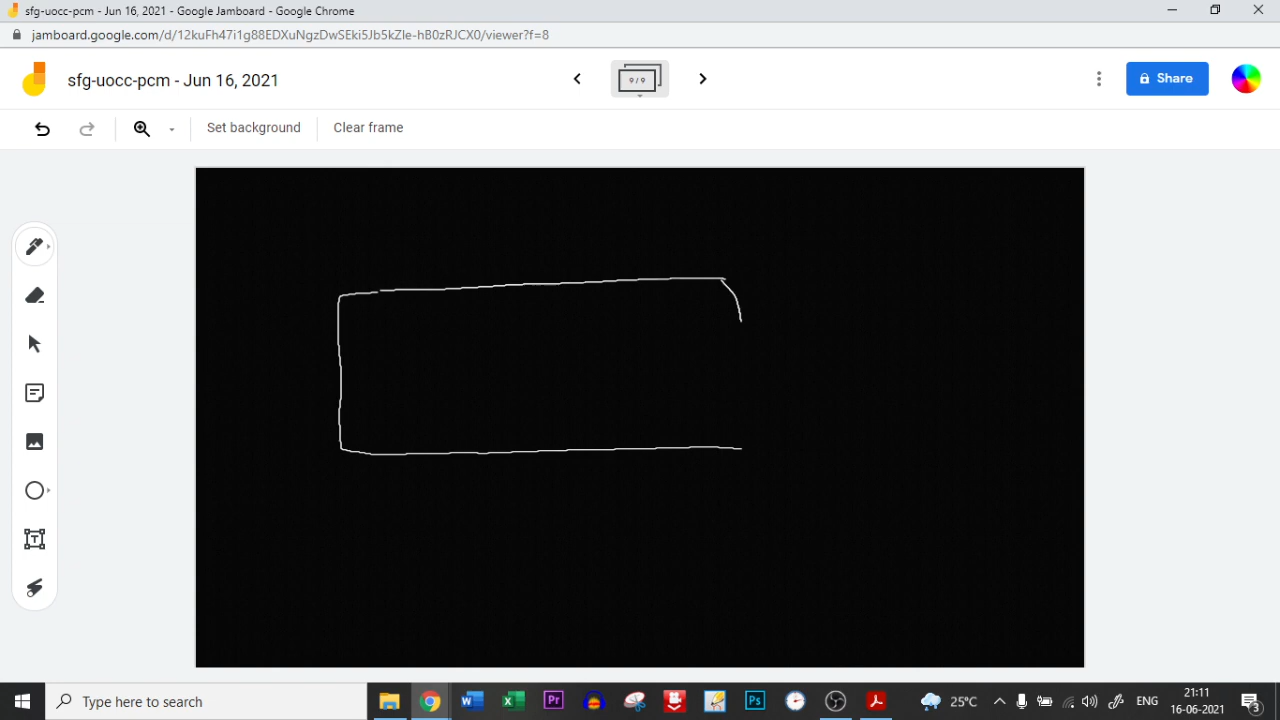 sfg-uocc-pcm - Jun 16, 2021 - Google Jamboard - Google Chrome
jamboard.google.com/d/12kuFh47i1g88EDXuNgzDwSEki5Jb5kZle-hB0zRJCX0/viewer?f=8
sfg-uocc-pcm - Jun 16, 2021
9 / 9
Share
Set background
Clear frame
Type here to search
25°C
ENG
21:11
16-06-2021
3